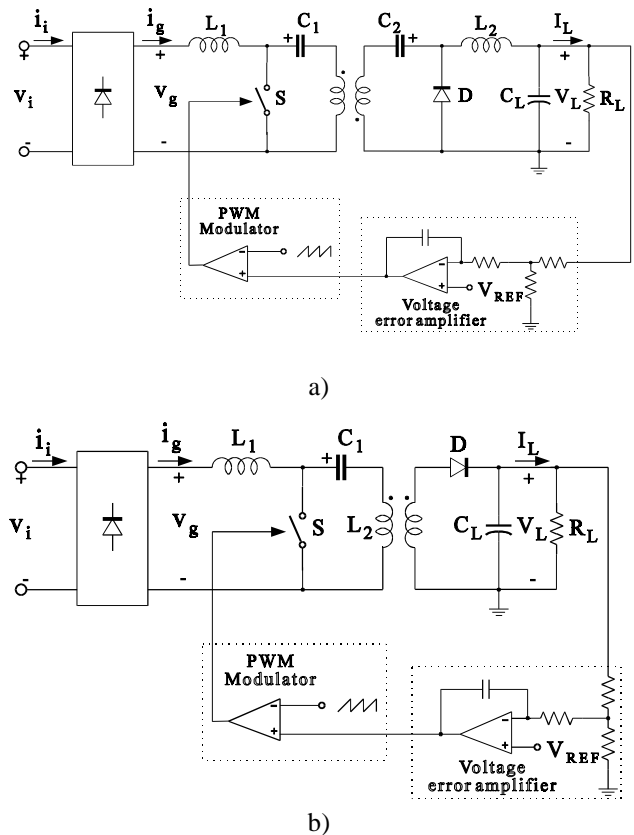 i_i i_g L_1 C_1 C_2 L_2 I_L
+ + + + +
v_i v_g S D C_L V_L R_L
- - -
PWM
Modulator
- +
- +
V_REF
Voltage
error amplifier
a)
i_i i_g L_1 C_1 D I_L
+ + + +
v_i v_g S L_2 C_L V_L R_L
- - -
PWM
Modulator
- +
- +
V_REF
Voltage
error amplifier
b)